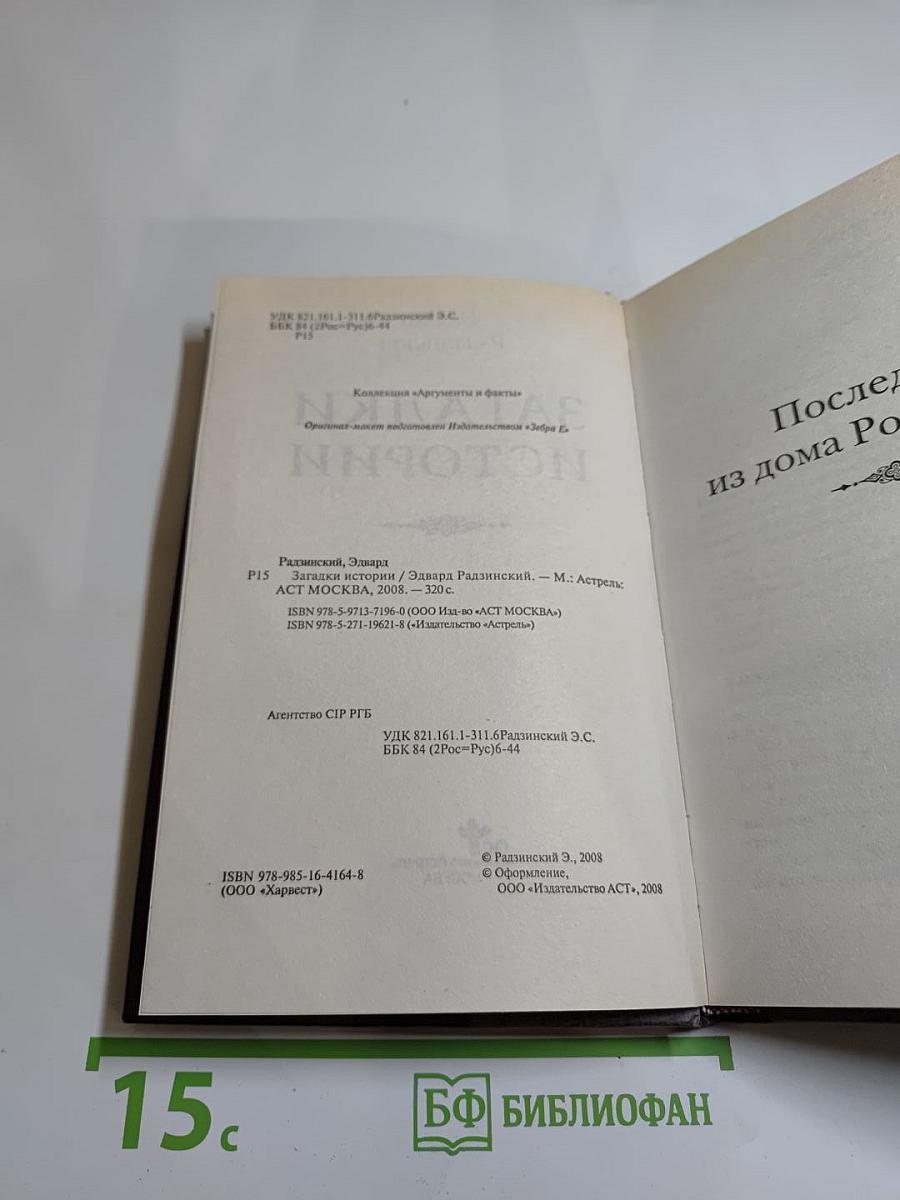 УДК 821.161.1-311.6Радзинский Э.С.
ББК 84 (2Рос=Рус)6-44
Р15
Коллекция «Аргументы и факты»
Оригинал-макет подготовлен Издательством «Зебра Е»
Радзинский, Эдвард
Р15 Загадки истории / Эдвард Радзинский. — М.: Астрель:
АСТ МОСКВА, 2008. — 320 с.
ISBN 978-5-9713-7196-0 (ООО Изд-во «АСТ МОСКВА»)
ISBN 978-5-271-19621-8 («Издательство «Астрель»)
Агентство CIP РГБ
УДК 821.161.1-311.6Радзинский Э.С.
ББК 84 (2Рос=Рус)6-44
ISBN 978-985-16-4164-8
(ООО «Харвест»)
© Радзинский Э., 2008
© Оформление,
ООО «Издательство АСТ», 2008
из дома
15 с
БФ БИБЛИОФАН